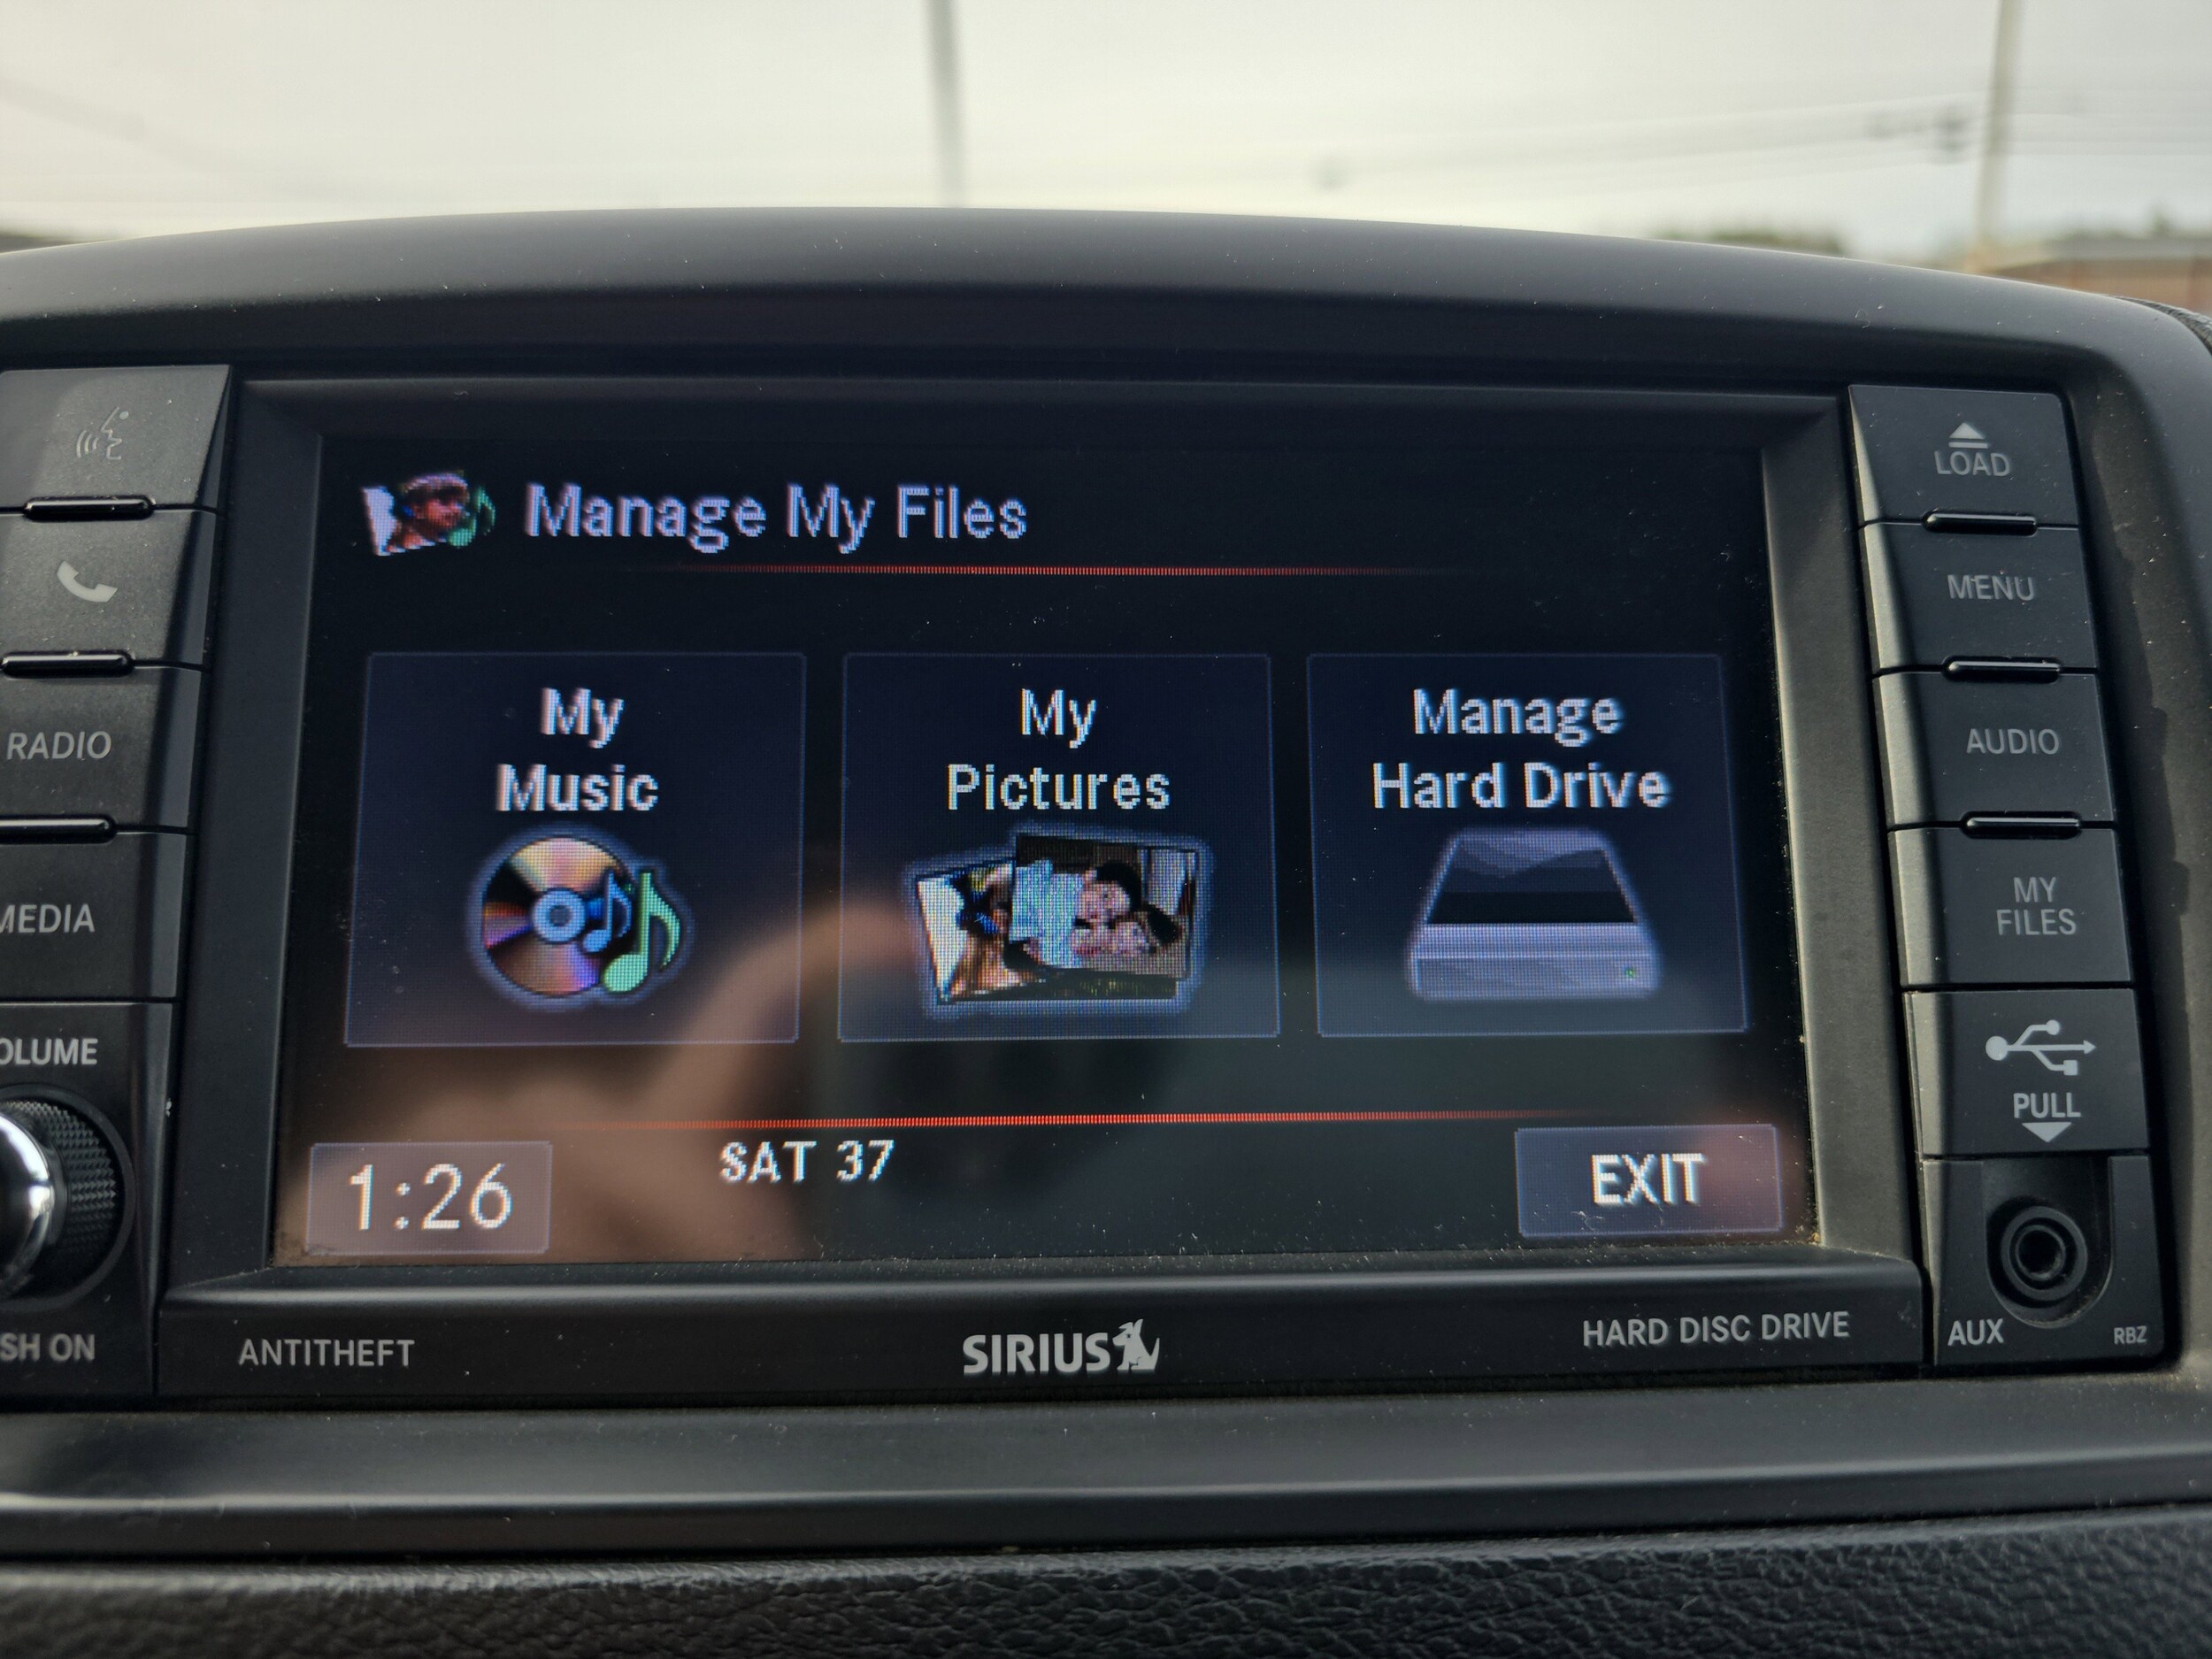 Manage My Files
My
Music
My
Pictures
Manage
Hard Drive
1:26
SAT 37
EXIT
RADIO
MEDIA
OLUME
SH ON
LOAD
MENU
AUDIO
MY
FILES
PULL
AUX
RBZ
ANTITHEFT
SIRIUS
HARD DISC DRIVE